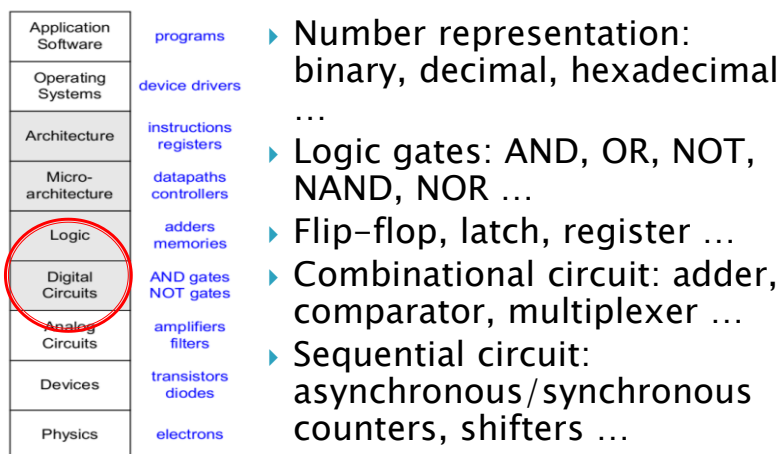 Application
Software
programs
Operating
Systems
device drivers
Architecture
instructions
registers
Micro-
architecture
datapaths
controllers
Logic
adders
memories
Digital
Circuits
AND gates
NOT gates
Analog
Circuits
amplifiers
filters
Devices
transistors
diodes
Physics
electrons
Number representation:
binary, decimal, hexadecimal
…
Logic gates: AND, OR, NOT,
NAND, NOR …
Flip-flop, latch, register …
Combinational circuit: adder,
comparator, multiplexer …
Sequential circuit:
asynchronous/synchronous
counters, shifters …